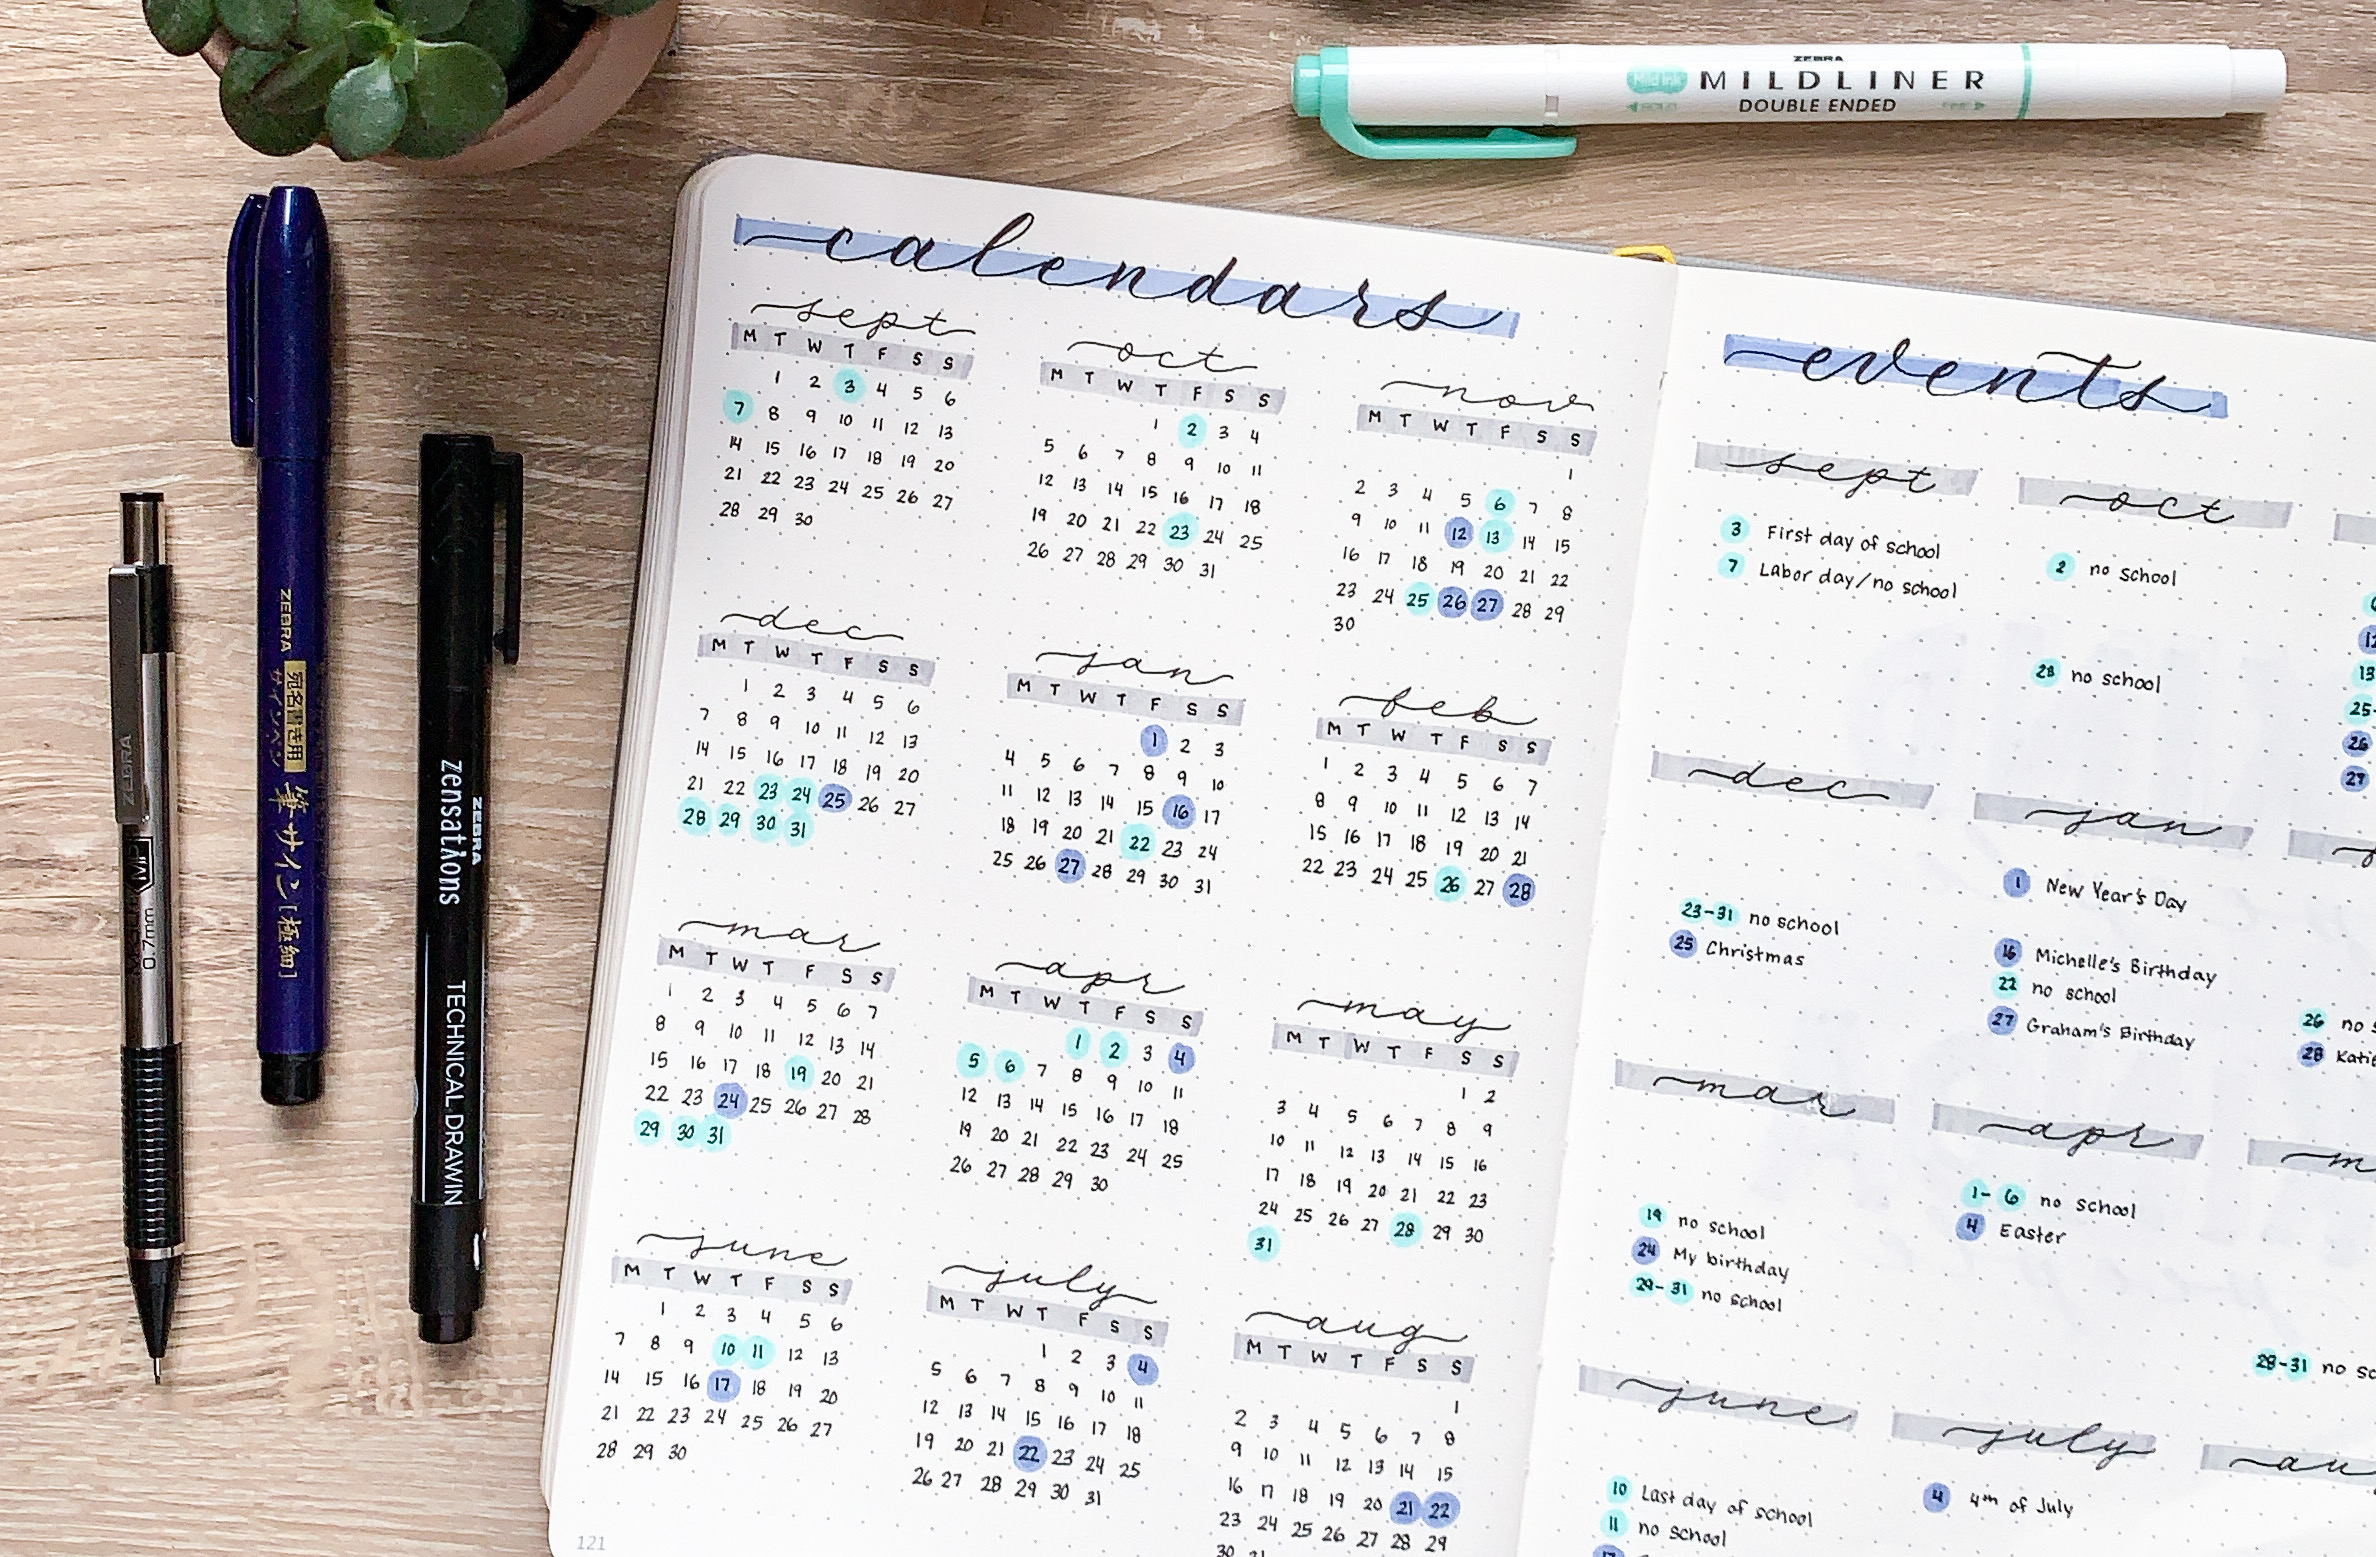 ZEBRA
Mild Ink MILDLINER
BOLD DOUBLE ENDED FINE
ZEBRA
0.7mm
ZEBRA 宛名書き用 筆サイン[極細]
サインペン
ZEBRA
zensations TECHNICAL DRAWIN
calendars
sept
M T W T F S S
1 2 3 4 5 6
7 8 9 10 11 12 13
14 15 16 17 18 19 20
21 22 23 24 25 26 27
28 29 30
oct
M T W T F S S
1 2 3 4
5 6 7 8 9 10 11
12 13 14 15 16 17 18
19 20 21 22 23 24 25
26 27 28 29 30 31
nov
M T W T F S S
1
2 3 4 5 6 7 8
9 10 11 12 13 14 15
16 17 18 19 20 21 22
23 24 25 26 27 28 29
30
dec
M T W T F S S
1 2 3 4 5 6
7 8 9 10 11 12 13
14 15 16 17 18 19 20
21 22 23 24 25 26 27
28 29 30 31
jan
M T W T F S S
1 2 3
4 5 6 7 8 9 10
11 12 13 14 15 16 17
18 19 20 21 22 23 24
25 26 27 28 29 30 31
feb
M T W T F S S
1 2 3 4 5 6 7
8 9 10 11 12 13 14
15 16 17 18 19 20 21
22 23 24 25 26 27 28
mar
M T W T F S S
1 2 3 4 5 6 7
8 9 10 11 12 13 14
15 16 17 18 19 20 21
22 23 24 25 26 27 28
29 30 31
apr
M T W T F S S
1 2 3 4
5 6 7 8 9 10 11
12 13 14 15 16 17 18
19 20 21 22 23 24 25
26 27 28 29 30
may
M T W T F S S
1 2
3 4 5 6 7 8 9
10 11 12 13 14 15 16
17 18 19 20 21 22 23
24 25 26 27 28 29 30
31
june
M T W T F S S
1 2 3 4 5 6
7 8 9 10 11 12 13
14 15 16 17 18 19 20
21 22 23 24 25 26 27
28 29 30
july
M T W T F S S
1 2 3 4
5 6 7 8 9 10 11
12 13 14 15 16 17 18
19 20 21 22 23 24 25
26 27 28 29 30 31
aug
M T W T F S S
1
2 3 4 5 6 7 8
9 10 11 12 13 14 15
16 17 18 19 20 21 22
23 24 25 26 27 28 29
30 31
121
events
sept
3 First day of school
7 Labor day/no school
oct
2 no school
28 no school
6
12
13
25-
26
27
dec
23-31 no school
25 Christmas
jan
1 New Year's Day
16 Michelle's Birthday
22 no school
27 Graham's Birthday
26 no s
28 Katie
mar
19 no school
24 My birthday
29-31 no school
apr
1-6 no school
4 Easter
m
28-31 no sc
june
10 Last day of school
11 no school
17
july
4 4th of July
au